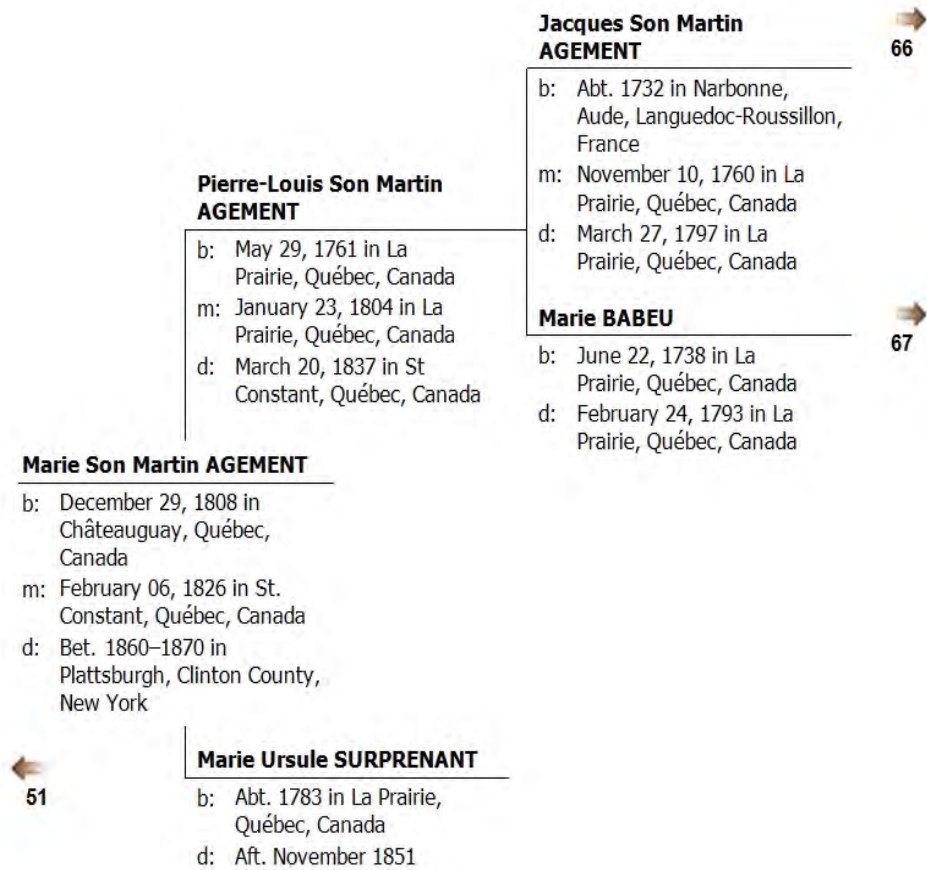 Jacques Son Martin
AGEMENT
66
b: Abt. 1732 in Narbonne,
Aude, Languedoc-Roussillon,
France
m: November 10, 1760 in La
Prairie, Québec, Canada
d: March 27, 1797 in La
Prairie, Québec, Canada
Pierre-Louis Son Martin
AGEMENT
b: May 29, 1761 in La
Prairie, Québec, Canada
m: January 23, 1804 in La
Prairie, Québec, Canada
d: March 20, 1837 in St
Constant, Québec, Canada
Marie BABEU
67
b: June 22, 1738 in La
Prairie, Québec, Canada
d: February 24, 1793 in La
Prairie, Québec, Canada
Marie Son Martin AGEMENT
b: December 29, 1808 in
Châteauguay, Québec,
Canada
m: February 06, 1826 in St.
Constant, Québec, Canada
d: Bet. 1860–1870 in
Plattsburgh, Clinton County,
New York
51
Marie Ursule SURPRENANT
b: Abt. 1783 in La Prairie,
Québec, Canada
d: Aft. November 1851